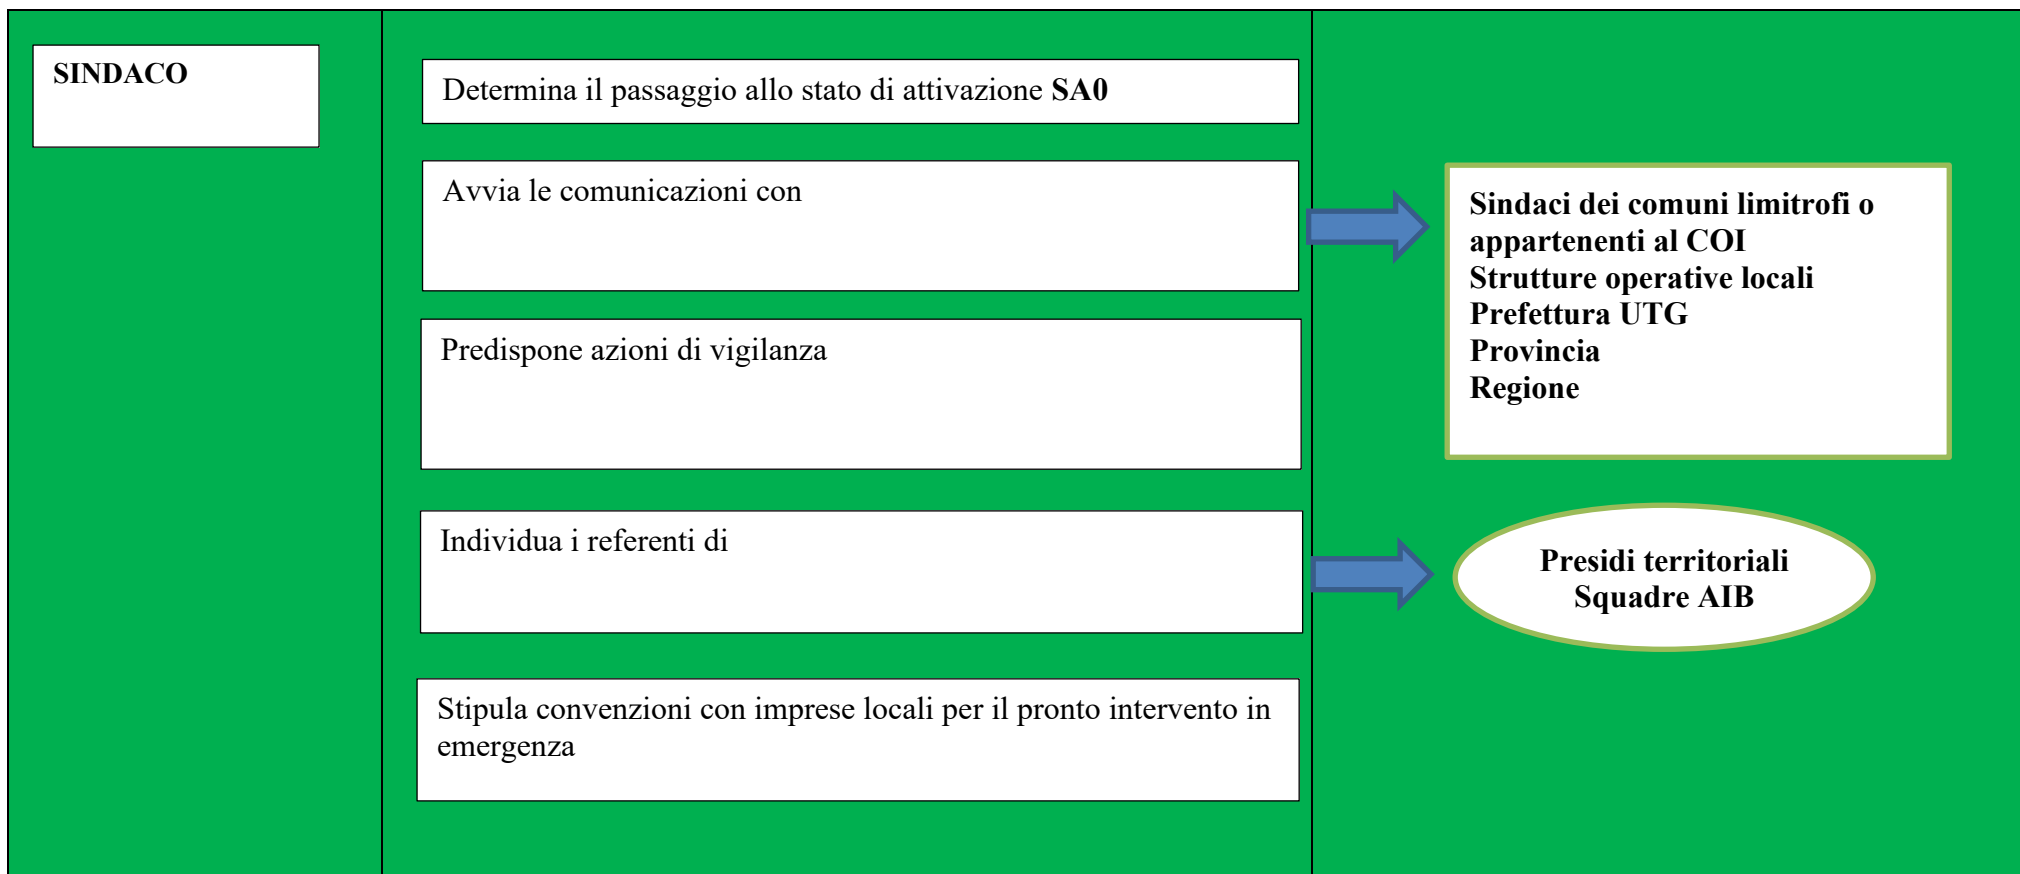 SINDACO
Determina il passaggio allo stato di attivazione SA0
Avvia le comunicazioni con
Sindaci dei comuni limitrofi o
appartenenti al COI
Strutture operative locali
Prefettura UTG
Provincia
Regione
Predispone azioni di vigilanza
Individua i referenti di
Presidi territoriali
Squadre AIB
Stipula convenzioni con imprese locali per il pronto intervento in
emergenza